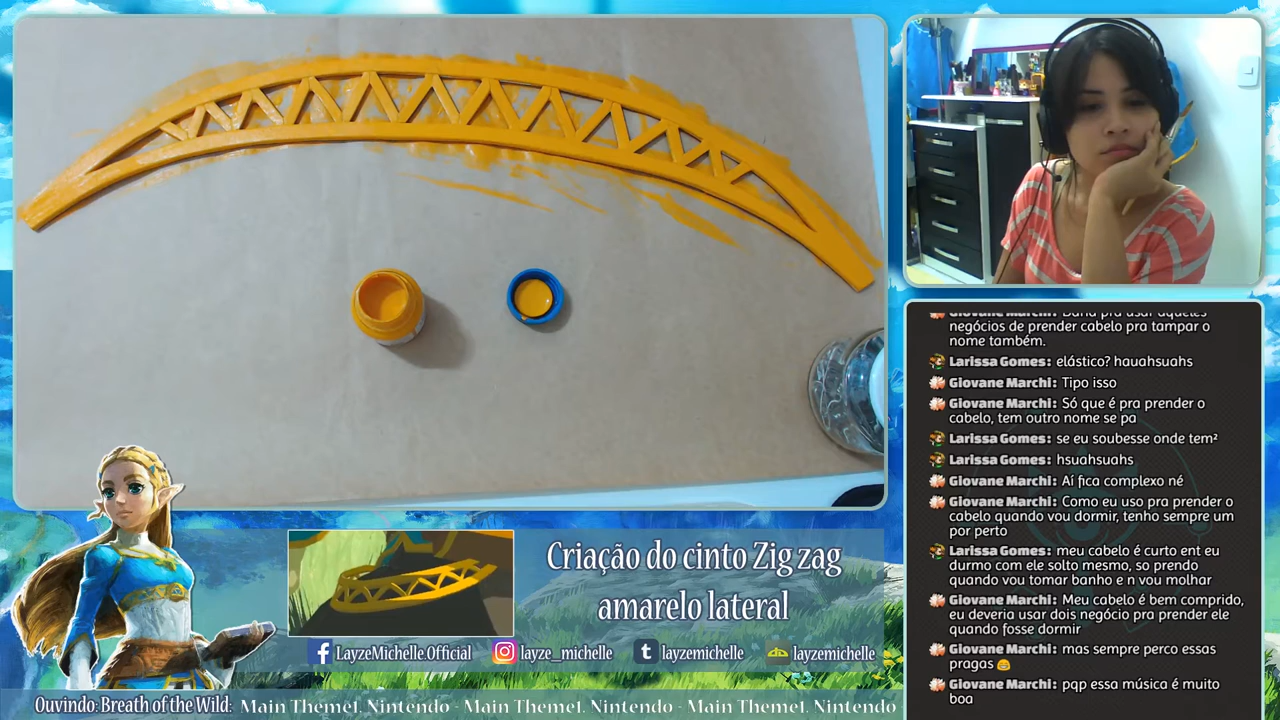 Giovane Marchi: Daria pra usar aqueles
negócios de prender cabelo pra tampar o
nome também.
Larissa Gomes: elástico? hauahsuahs
Giovane Marchi: Tipo isso
Giovane Marchi: Só que é pra prender o
cabelo, tem outro nome se pa
Larissa Gomes: se eu soubesse onde tem²
Larissa Gomes: hsuahsuahs
Giovane Marchi: Aí fica complexo né
Giovane Marchi: Como eu uso pra prender o
cabelo quando vou dormir, tenho sempre um
por perto
Larissa Gomes: meu cabelo é curto ent eu
durmo com ele solto mesmo, so prendo
quando vou tomar banho e n vou molhar
Giovane Marchi: Meu cabelo é bem comprido,
eu deveria usar dois negócio pra prender ele
quando fosse dormir
Giovane Marchi: mas sempre perco essas
pragas 😄
Giovane Marchi: pqp essa música é muito
boa
Criação do cinto Zig zag
amarelo lateral
LayzeMichelle Official layze_michelle layzemichelle layzemichelle
Ouvindo: Breath of the Wild: Main Theme1, Nintendo - Main Theme1, Nintendo - Main Theme1, Nintendo